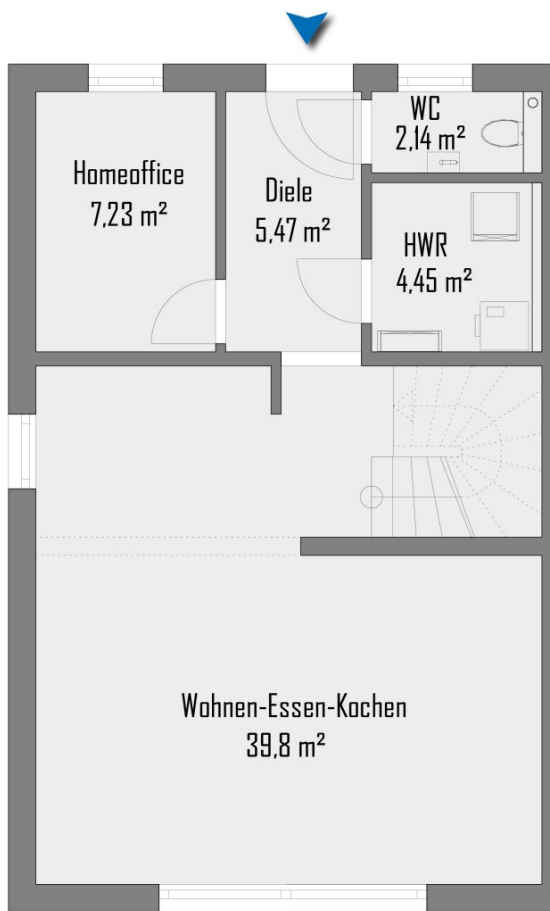 WC
2,14 m²
Homeoffice
7,23 m²
Diele
5,47 m²
HWR
4,45 m²
Wohnen-Essen-Kochen
39,8 m²